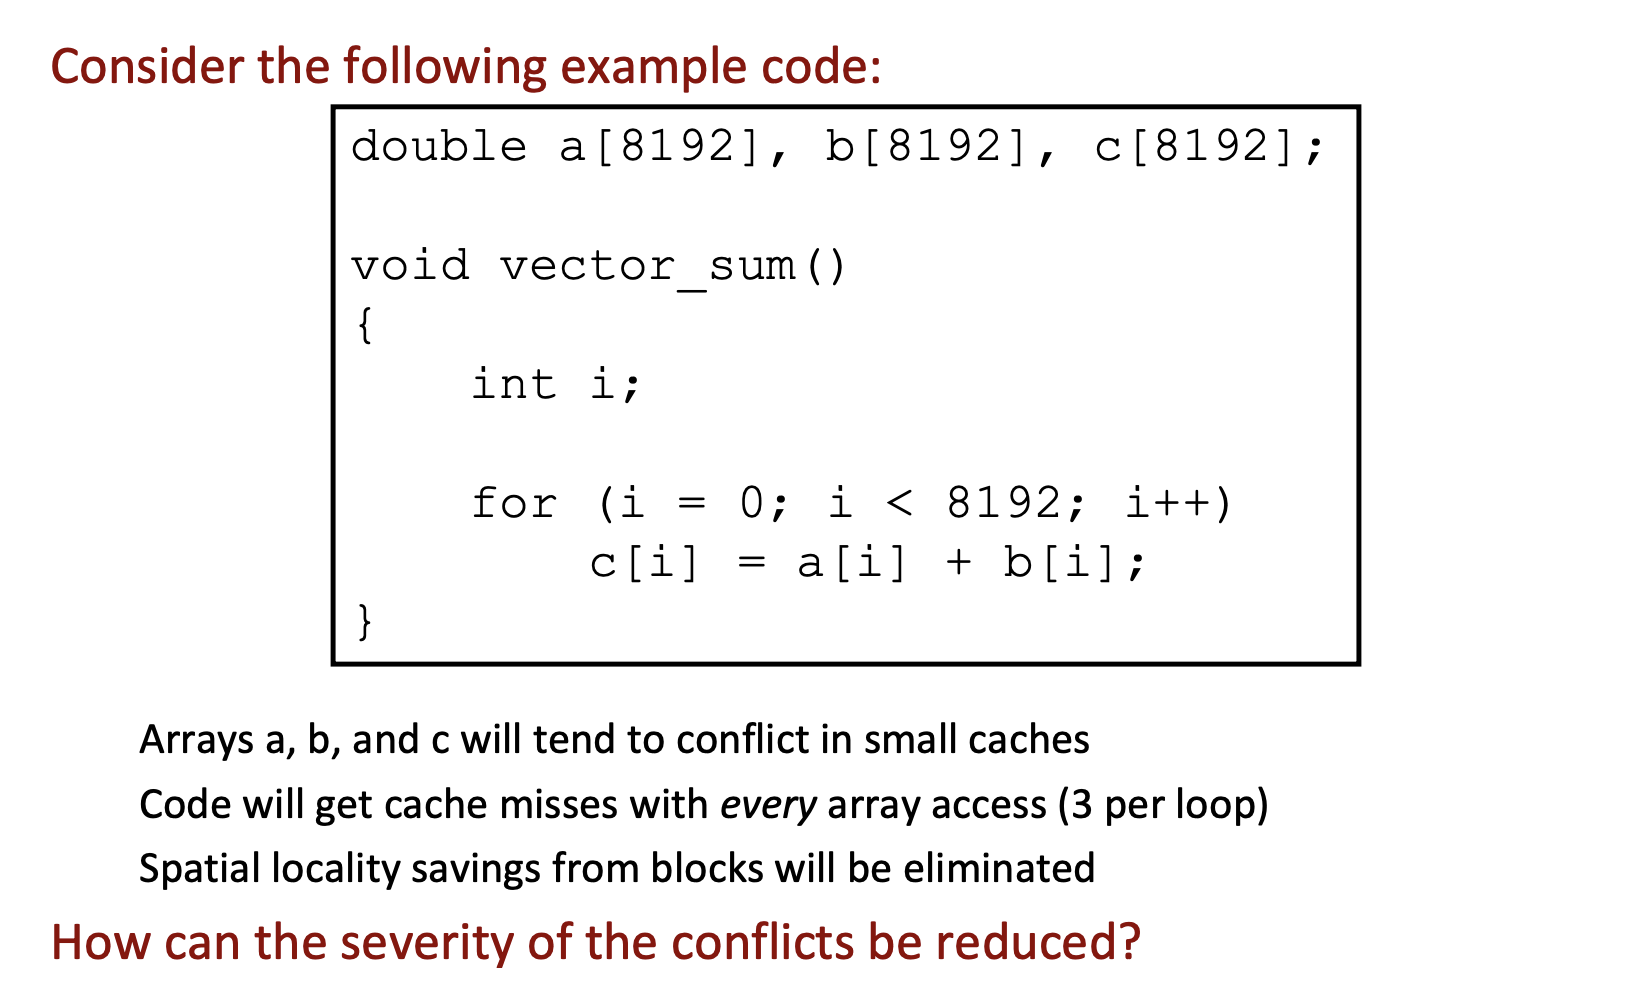 Consider the following example code:
double a[8192], b[8192], c[8192];
void vector_sum()
{
int i;
for (i = 0; i < 8192; i++)
c[i] = a[i] + b[i];
}
Arrays a, b, and c will tend to conflict in small caches
Code will get cache misses with every array access (3 per loop)
Spatial locality savings from blocks will be eliminated
How can the severity of the conflicts be reduced?